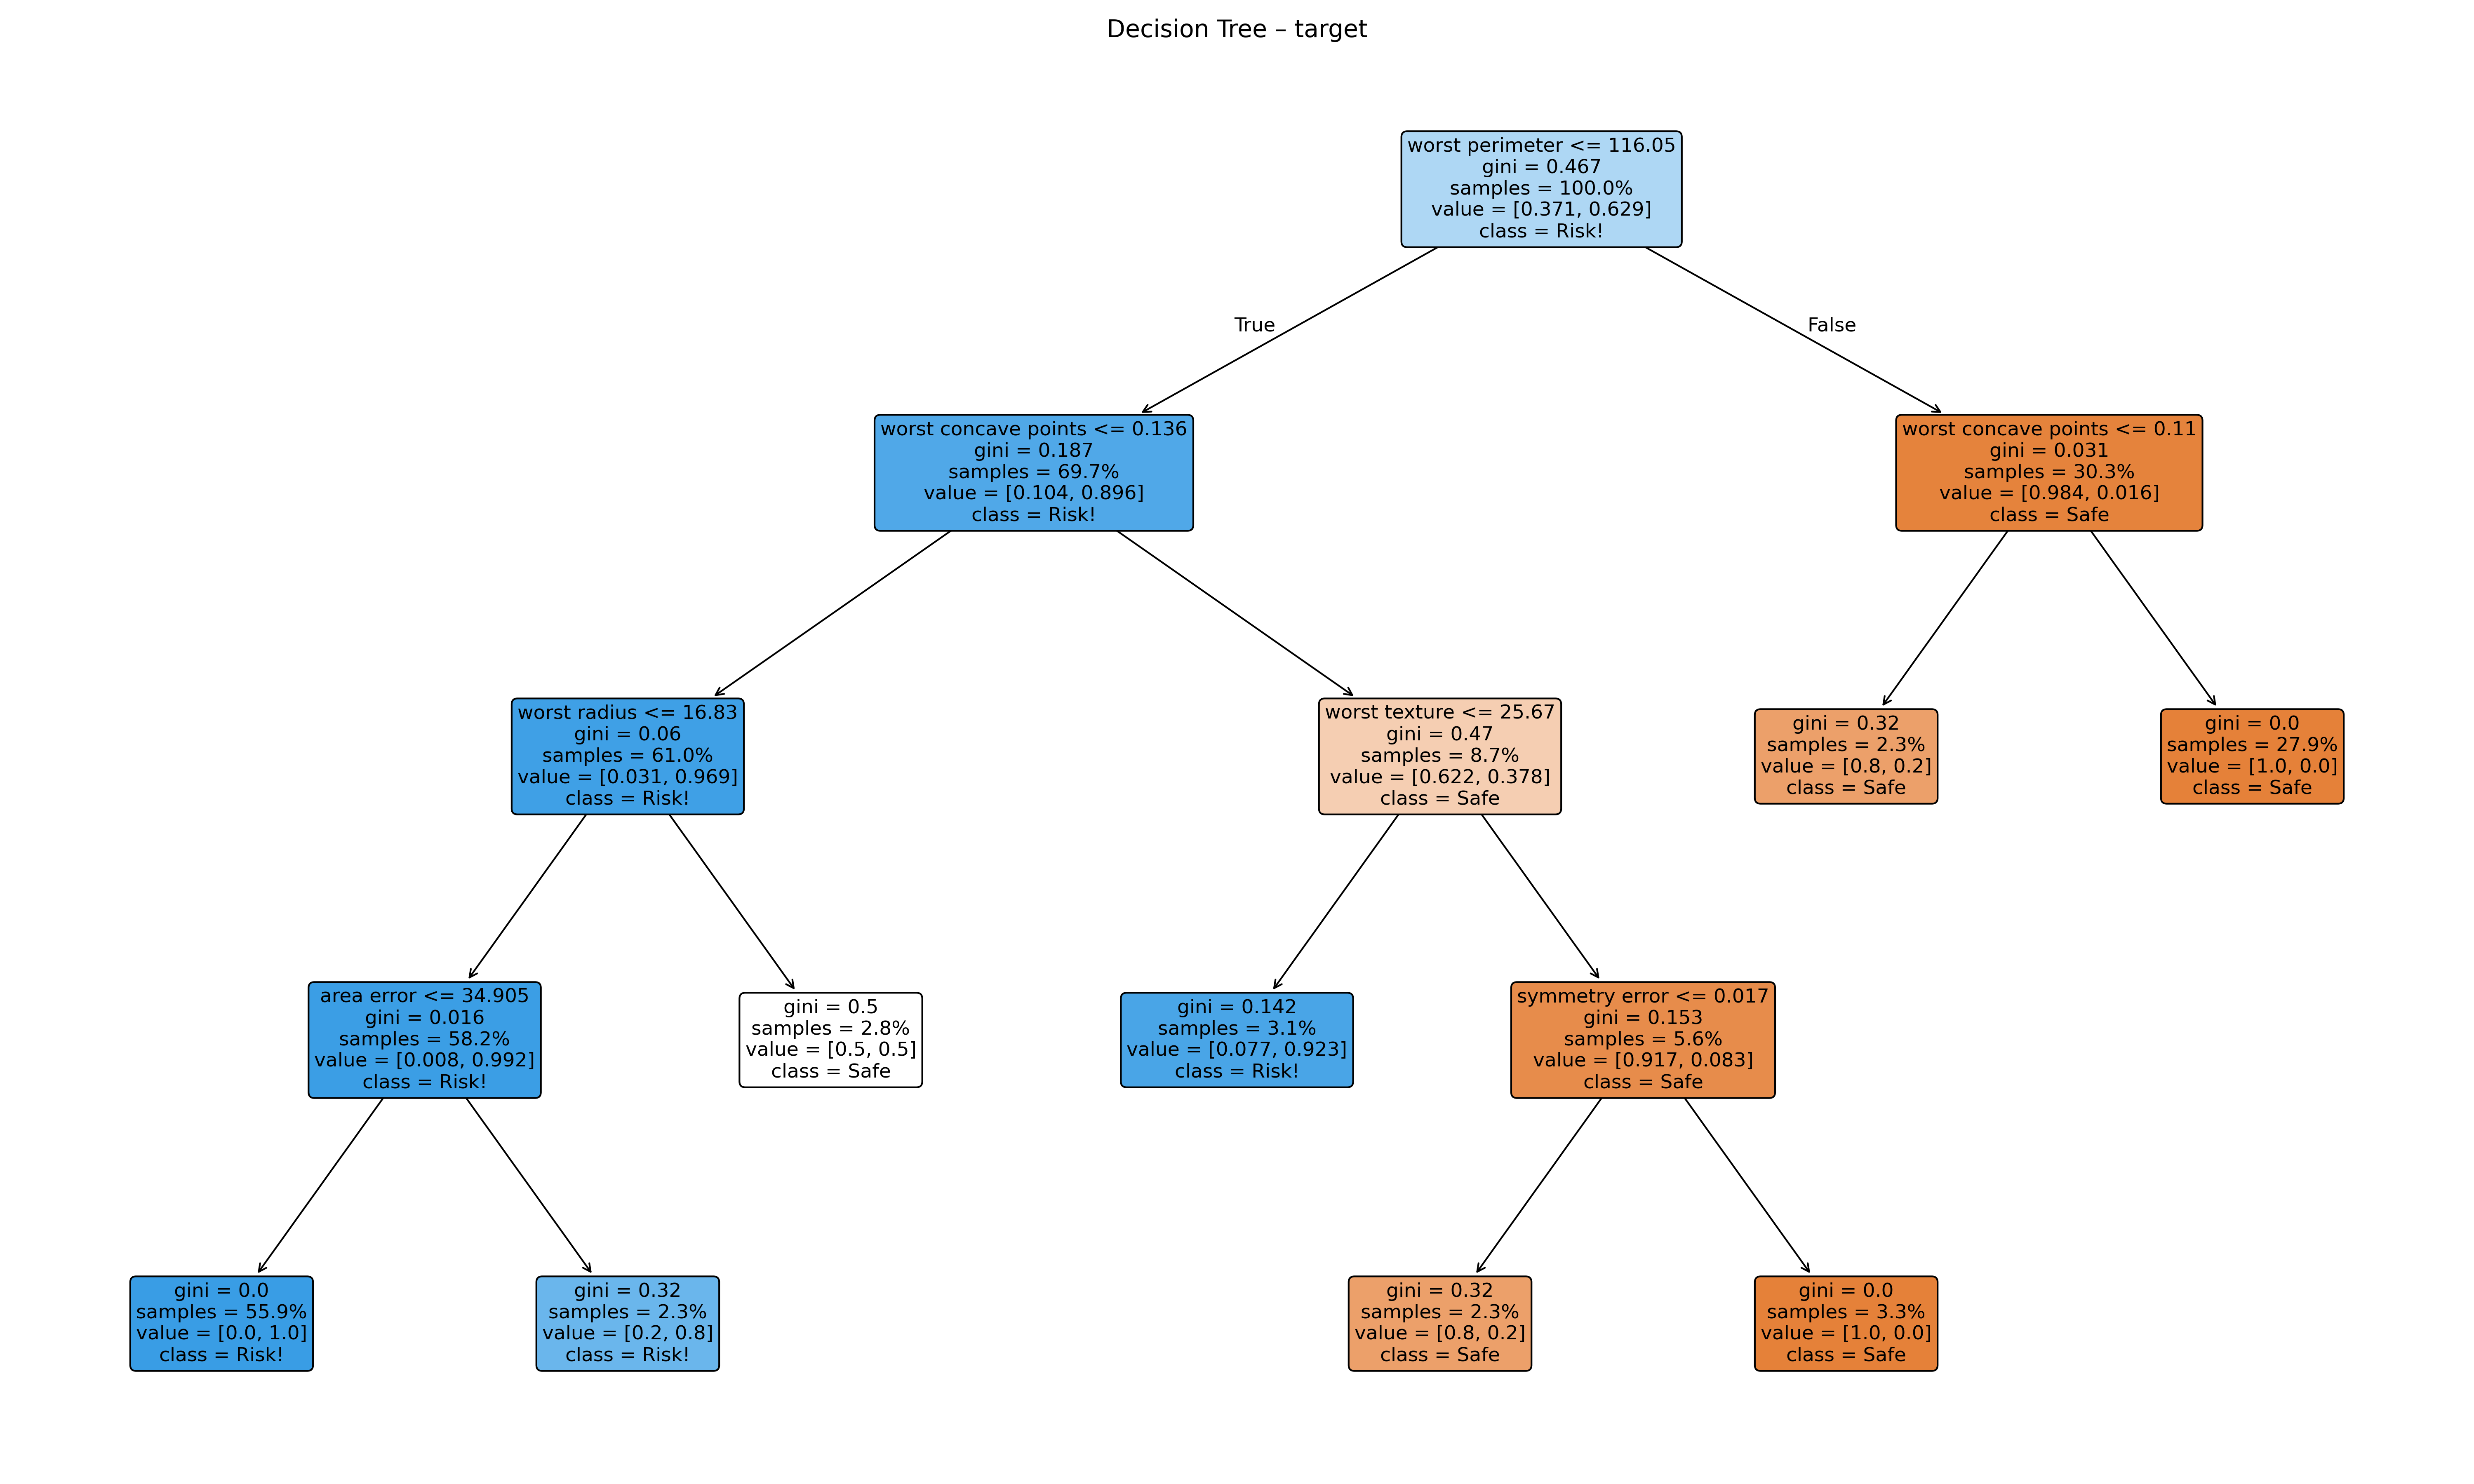 Decision Tree – target
worst perimeter <= 116.05
gini = 0.467
samples = 100.0%
value = [0.371, 0.629]
class = Risk!
True
False
worst concave points <= 0.136
gini = 0.187
samples = 69.7%
value = [0.104, 0.896]
class = Risk!
worst concave points <= 0.11
gini = 0.031
samples = 30.3%
value = [0.984, 0.016]
class = Safe
worst radius <= 16.83
gini = 0.06
samples = 61.0%
value = [0.031, 0.969]
class = Risk!
worst texture <= 25.67
gini = 0.47
samples = 8.7%
value = [0.622, 0.378]
class = Safe
gini = 0.32
samples = 2.3%
value = [0.8, 0.2]
class = Safe
gini = 0.0
samples = 27.9%
value = [1.0, 0.0]
class = Safe
area error <= 34.905
gini = 0.016
samples = 58.2%
value = [0.008, 0.992]
class = Risk!
gini = 0.5
samples = 2.8%
value = [0.5, 0.5]
class = Safe
gini = 0.142
samples = 3.1%
value = [0.077, 0.923]
class = Risk!
symmetry error <= 0.017
gini = 0.153
samples = 5.6%
value = [0.917, 0.083]
class = Safe
gini = 0.0
samples = 55.9%
value = [0.0, 1.0]
class = Risk!
gini = 0.32
samples = 2.3%
value = [0.2, 0.8]
class = Risk!
gini = 0.32
samples = 2.3%
value = [0.8, 0.2]
class = Safe
gini = 0.0
samples = 3.3%
value = [1.0, 0.0]
class = Safe